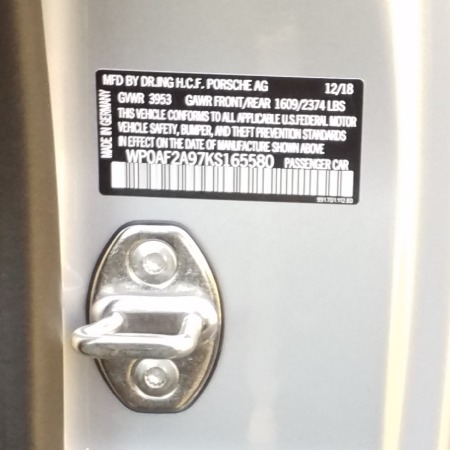 MFD BY DR.ING H.C.F. PORSCHE AG 12/18
GVWR 3953 GAWR FRONT/REAR 1609/2374 LBS
THIS VEHICLE CONFORMS TO ALL APPLICABLE U.S.FEDERAL MOTOR
VEHICLE SAFETY, BUMPER, AND THEFT PREVENTION STANDARDS
IN EFFECT ON THE DATE OF MANUFACTURE SHOWN ABOVE
WP0AF2A97KS165580 PASSENGER CAR
MADE IN GERMANY